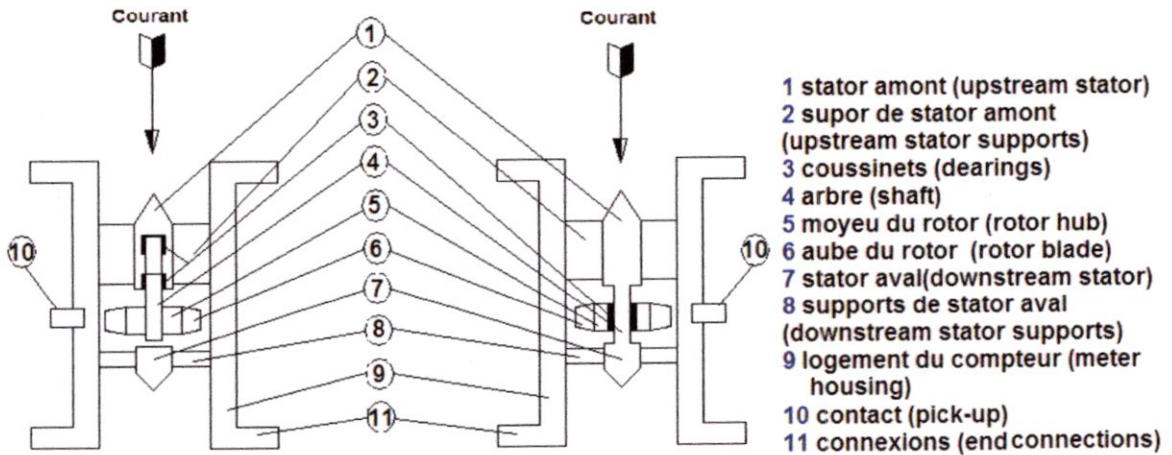 Courant
Courant
1
2
3
4
5
6
7
8
9
11
10
10
1 stator amont (upstream stator)
2 supor de stator amont
(upstream stator supports)
3 coussinets (dearings)
4 arbre (shaft)
5 moyeu du rotor (rotor hub)
6 aube du rotor (rotor blade)
7 stator aval(downstream stator)
8 supports de stator aval
(downstream stator supports)
9 logement du compteur (meter
housing)
10 contact (pick-up)
11 connexions (end connections)